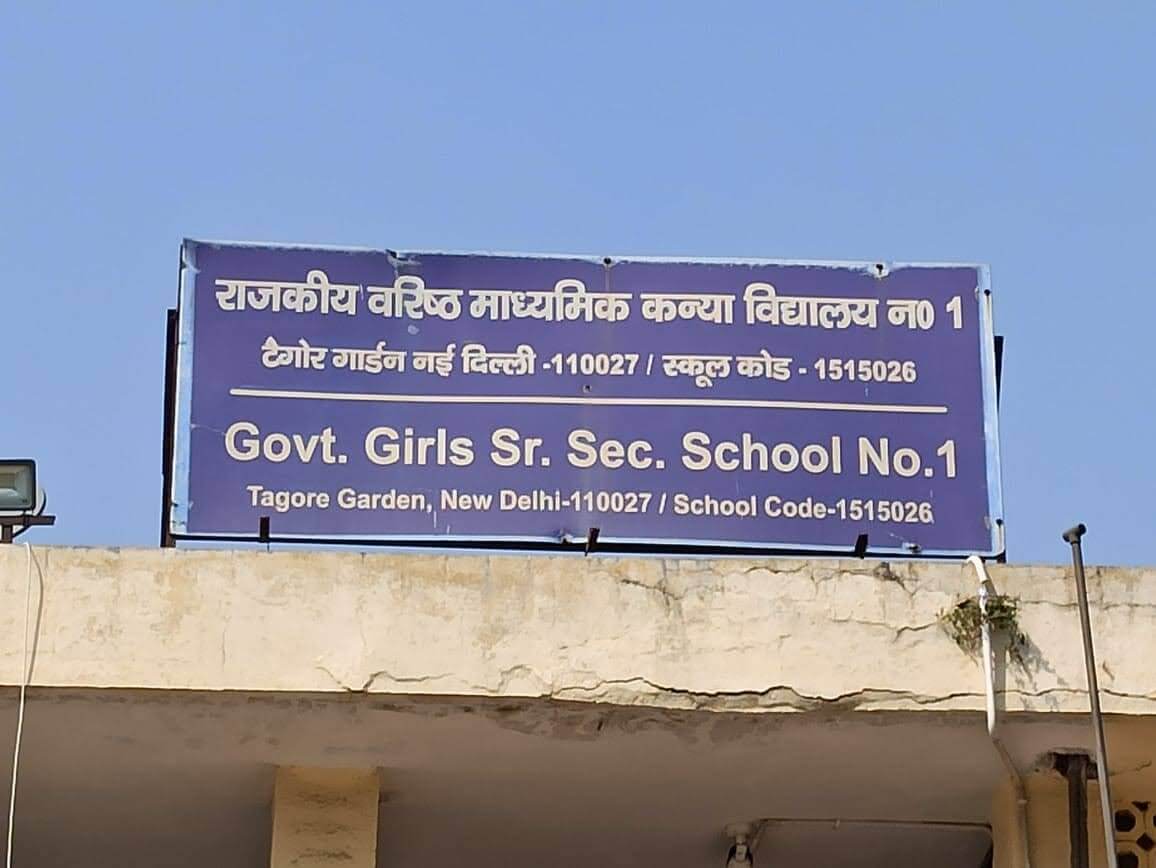 राजकीय वरिष्ठ माध्यमिक कन्या विद्यालय न0 1
टैगोर गार्डन नई दिल्ली -110027 / स्कूल कोड - 1515026
Govt. Girls Sr. Sec. School No.1
Tagore Garden, New Delhi-110027 / School Code-1515026